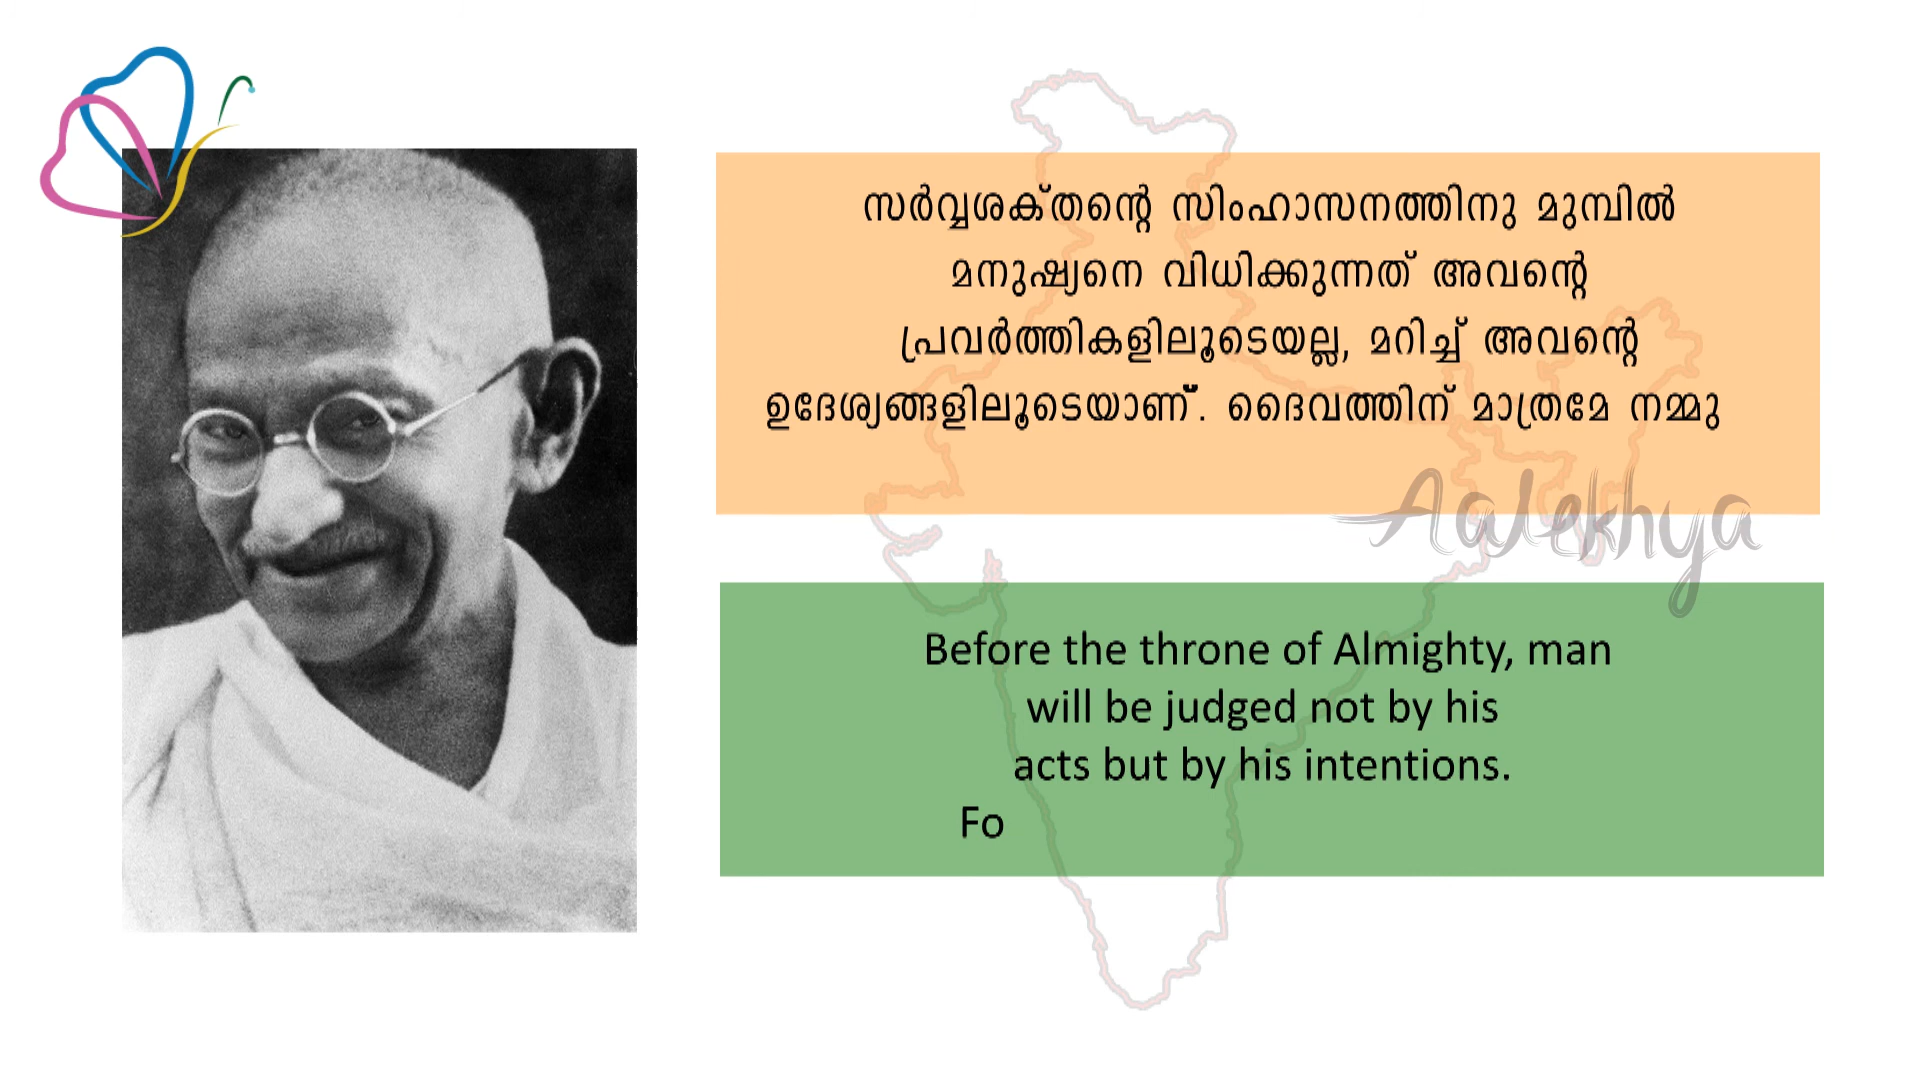 സർവ്വശക്തന്റെ സിംഹാസനത്തിനു മുമ്പിൽ
മനുഷ്യനെ വിധിക്കുന്നത് അവന്റെ
പ്രവർത്തികളിലൂടെയല്ല, മറിച്ച് അവന്റെ
ഉദേശ്യങ്ങളിലൂടെയാണ്. ദൈവത്തിന് മാത്രമേ നമ്മു
Aalekhya
Before the throne of Almighty, man
will be judged not by his
acts but by his intentions.
Fo